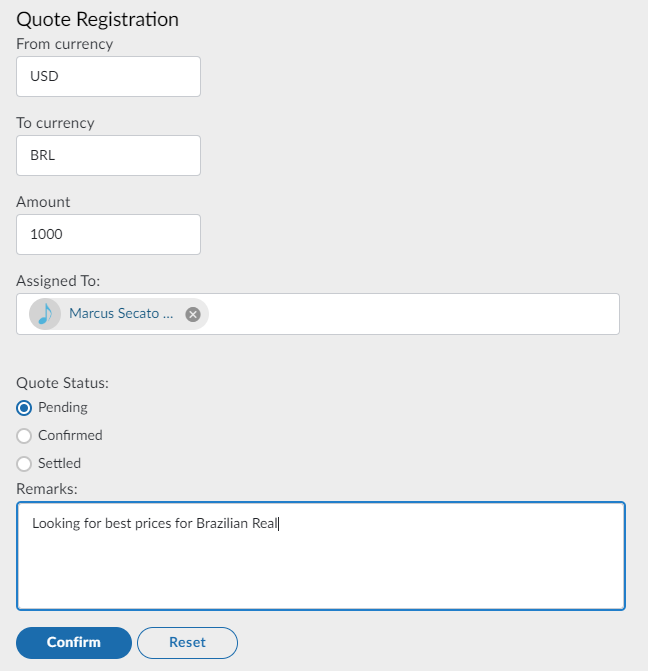 Quote Registration
From currency
USD
To currency
BRL
Amount
1000
Assigned To:
Marcus Secato ...
Quote Status:
Pending
Confirmed
Settled
Remarks:
Looking for best prices for Brazilian Real
Confirm
Reset